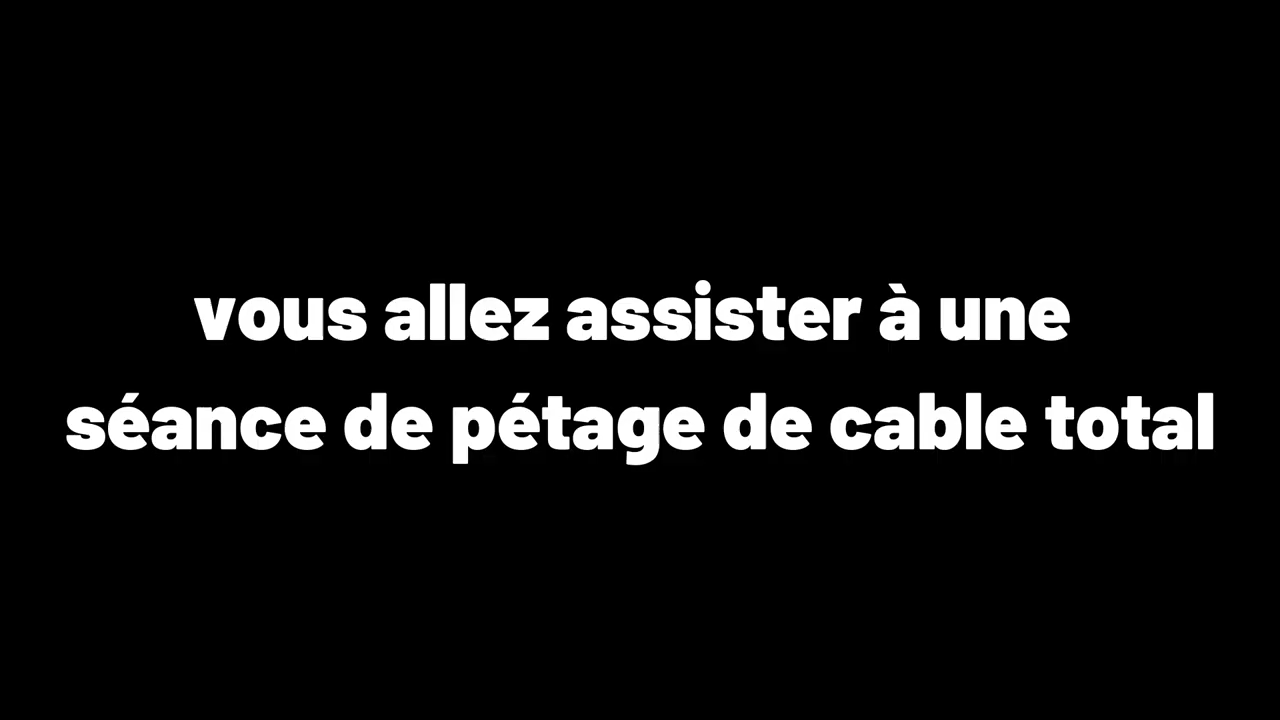 vous allez assister à une
séance de pétage de cable total